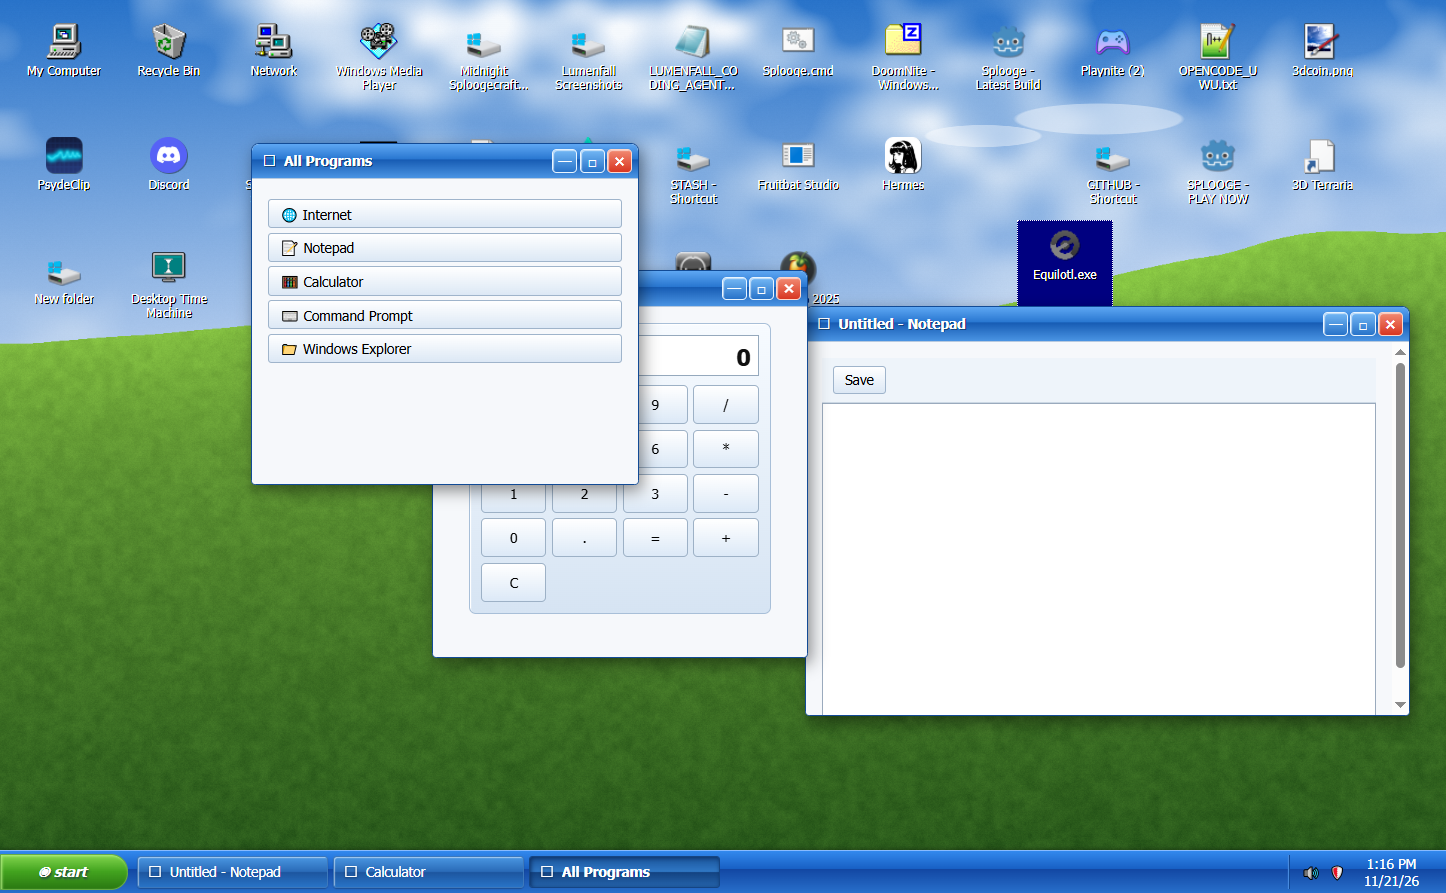 My Computer
Recycle Bin
Network
Windows Media
Player
Midnight
Sploogecraft...
Lumenfall
Screenshots
LUMENFALL_CO
DING_AGENT...
Splooge.cmd
DoomNite -
Windows...
Splooge -
Latest Build
Playnite (2)
OPENCODE_U
WU.txt
3dcoin.png
PsydeClip
Discord
S
STASH -
Shortcut
Fruitbat Studio
Hermes
GITHUB -
Shortcut
SPLOOGE -
PLAY NOW
3D Terraria
New folder
Desktop Time
Machine
2025
Equilotl.exe
All Programs
Internet
Notepad
Calculator
Command Prompt
Windows Explorer
0
9 /
6 *
1 2 3 -
0 . = +
C
Untitled - Notepad
Save
start
Untitled - Notepad
Calculator
All Programs
1:16 PM
11/21/26